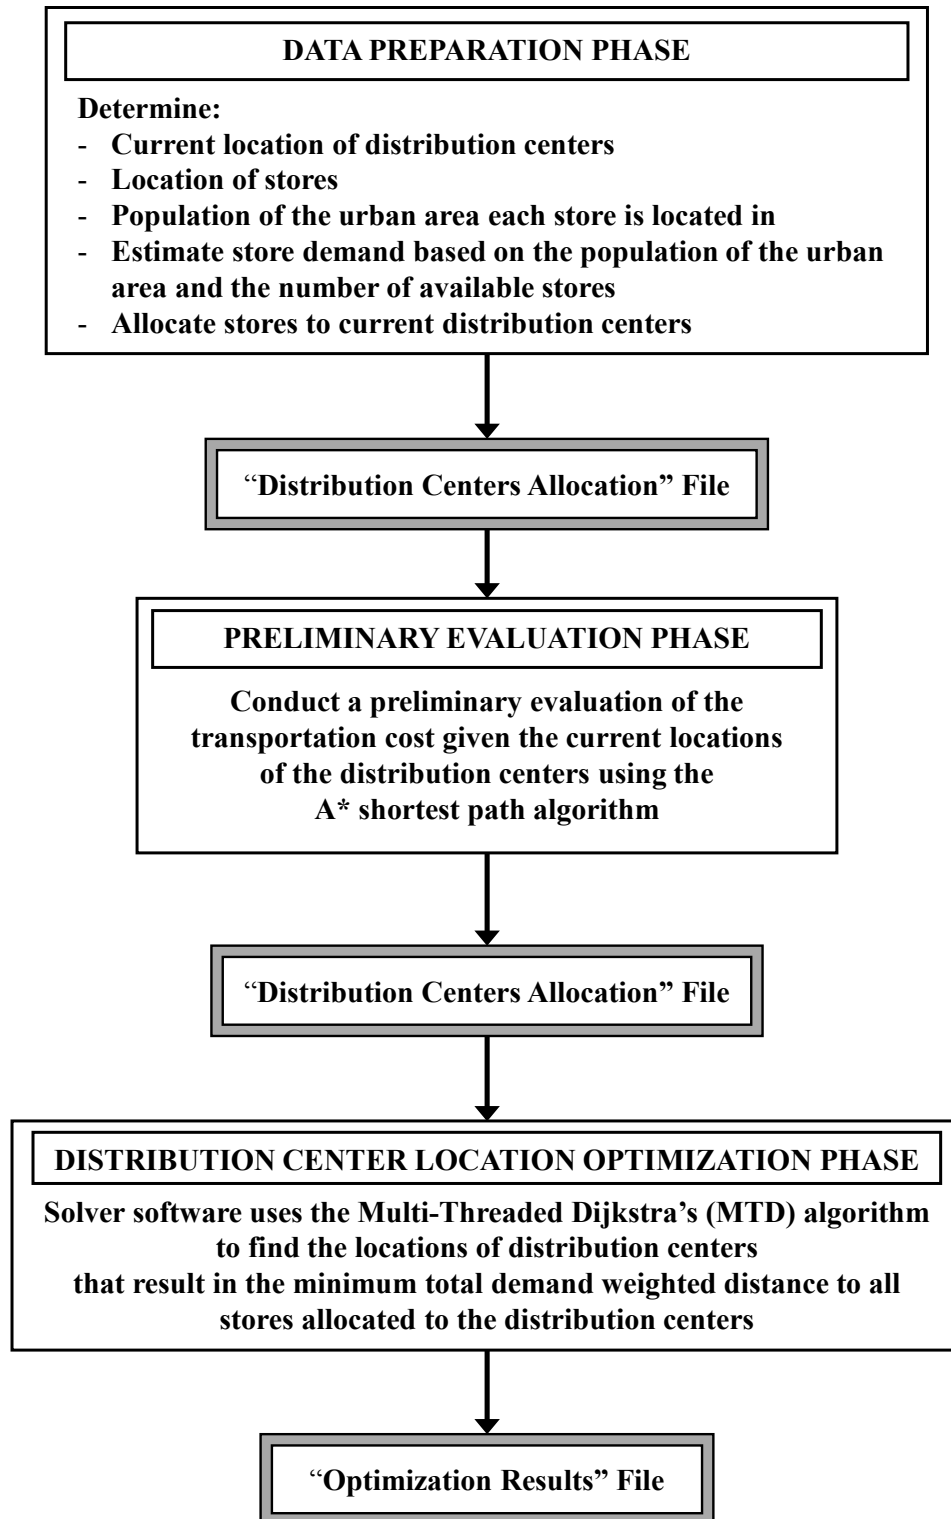 DATA PREPARATION PHASE
Determine:
- Current location of distribution centers
- Location of stores
- Population of the urban area each store is located in
- Estimate store demand based on the population of the urban
area and the number of available stores
- Allocate stores to current distribution centers
“Distribution Centers Allocation” File
PRELIMINARY EVALUATION PHASE
Conduct a preliminary evaluation of the
transportation cost given the current locations
of the distribution centers using the
A* shortest path algorithm
“Distribution Centers Allocation” File
DISTRIBUTION CENTER LOCATION OPTIMIZATION PHASE
Solver software uses the Multi-Threaded Dijkstra’s (MTD) algorithm
to find the locations of distribution centers
that result in the minimum total demand weighted distance to all
stores allocated to the distribution centers
“Optimization Results” File